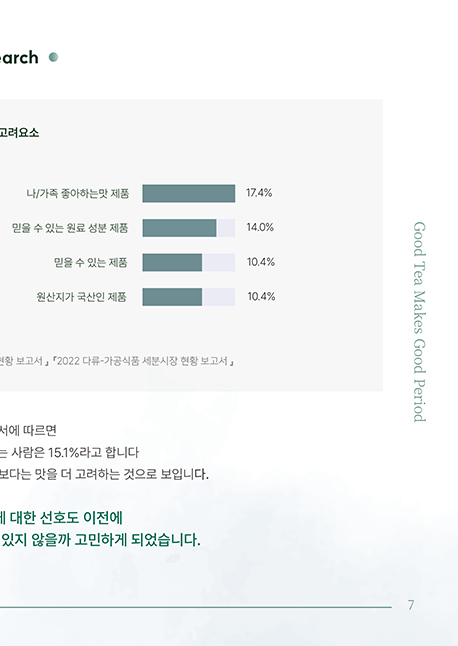 earch
고려요소
나/가족 좋아하는맛 제품 17.4%
믿을 수 있는 원료 성분 제품 14.0%
믿을 수 있는 제품 10.4%
원산지가 국산인 제품 10.4%
현황 보고서」 「2022 다류-가공식품 세분시장 현황 보고서」
서에 따르면
는 사람은 15.1%라고 합니다
보다는 맛을 더 고려하는 것으로 보입니다.
에 대한 선호도 이전에
있지 않을까 고민하게 되었습니다.
Good Tea Makes Good Period
7